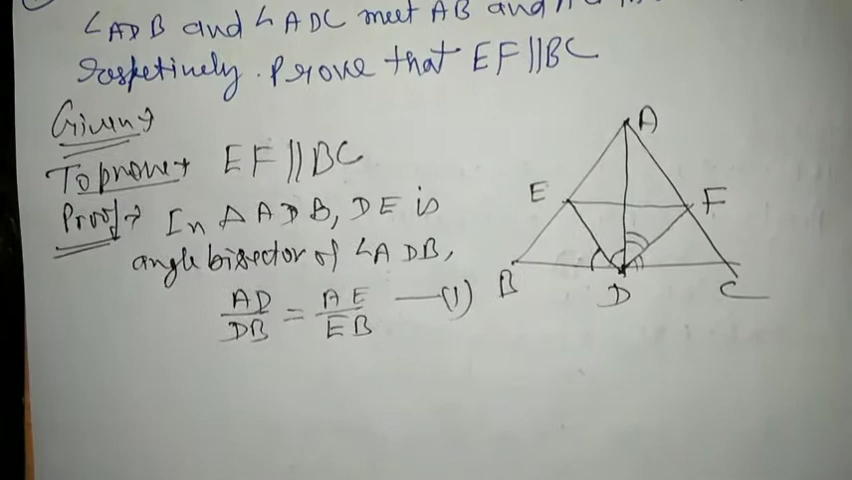 ∠ADB and ∠ADC meet AB and
respetinely. Prove that EF||BC
Given→
To prove→ EF||BC
Proof→ In △ADB, DE is
angle bisector of ∠ADB,
AD/DB = AE/EB —(1)
A
E
F
B
D
C